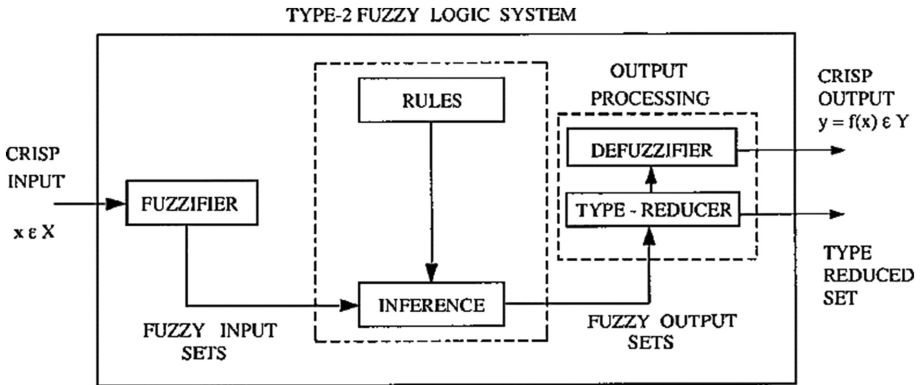 TYPE-2 FUZZY LOGIC SYSTEM
OUTPUT
PROCESSING
CRISP
OUTPUT
y = f(x) ε Y
RULES
DEFUZZIFIER
CRISP
INPUT
x ε X
FUZZIFIER
TYPE - REDUCER
TYPE
REDUCED
SET
INFERENCE
FUZZY INPUT
SETS
FUZZY OUTPUT
SETS